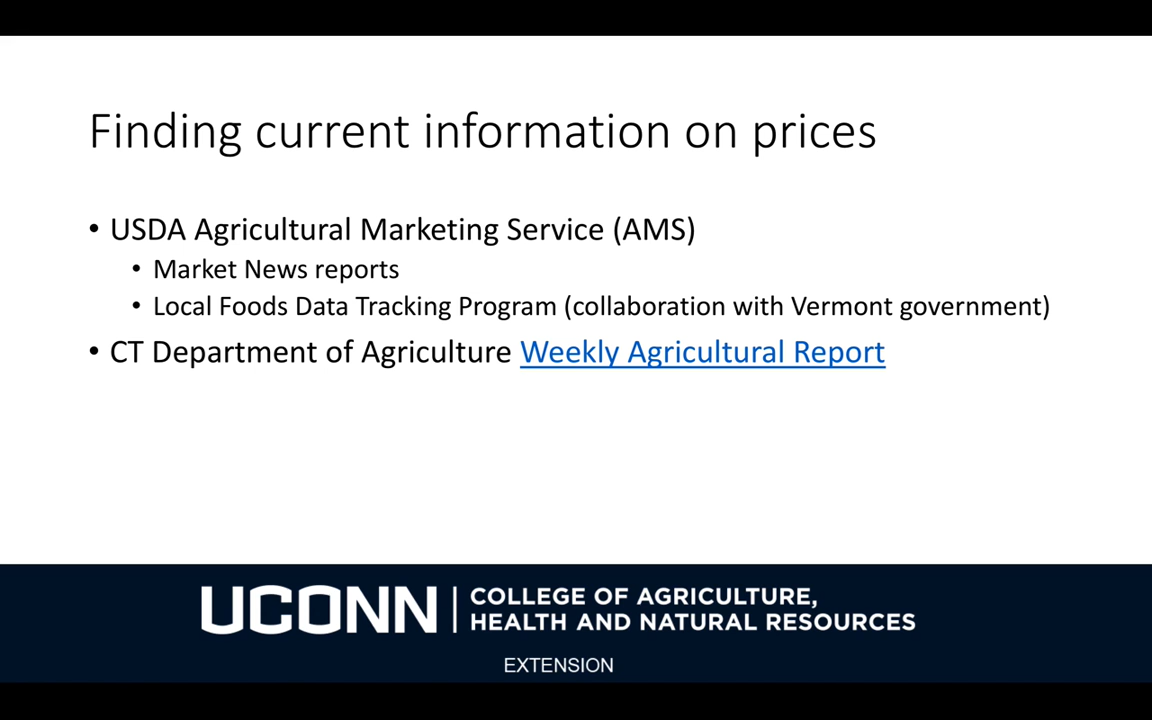 Finding current information on prices
• USDA Agricultural Marketing Service (AMS)
• Market News reports
• Local Foods Data Tracking Program (collaboration with Vermont government)
• CT Department of Agriculture Weekly Agricultural Report
UCONN | COLLEGE OF AGRICULTURE,
HEALTH AND NATURAL RESOURCES
EXTENSION